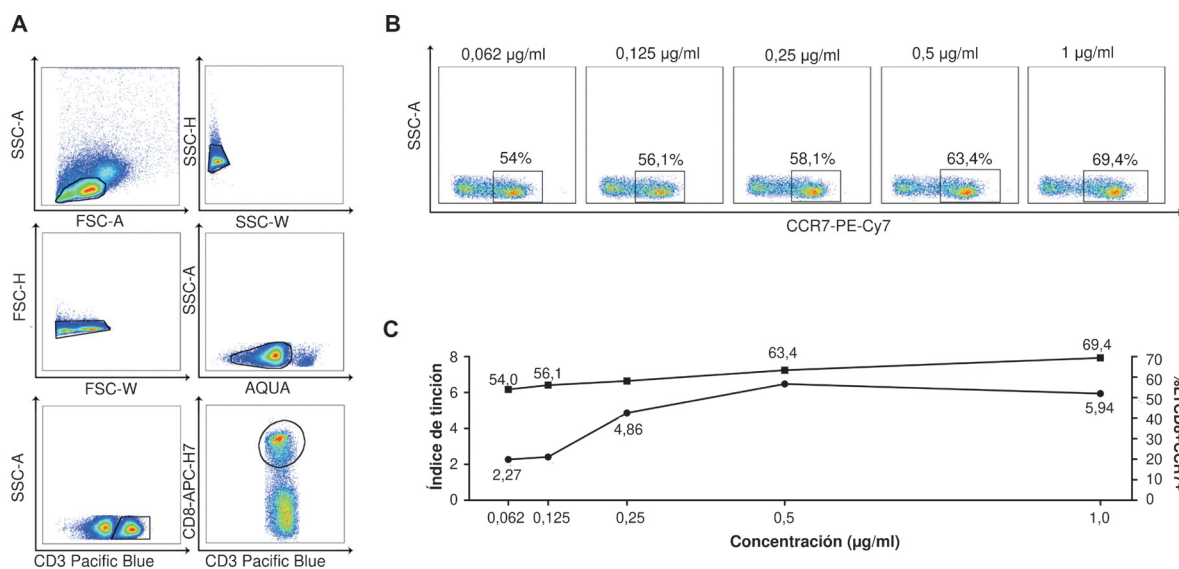 A
SSC-A
FSC-A
SSC-H
SSC-W
FSC-H
FSC-W
SSC-A
AQUA
SSC-A
CD3 Pacific Blue
CD8-APC-H7
CD3 Pacific Blue
B
0,062 µg/ml
0,125 µg/ml
0,25 µg/ml
0,5 µg/ml
1 µg/ml
SSC-A
54%
56,1%
58,1%
63,4%
69,4%
CCR7-PE-Cy7
C
Índice de tinción
8
6
4
2
0
54,0
56,1
63,4
69,4
2,27
4,86
5,94
70
60
50
40
30
20
10
0
%LTCD8+CCR7+
0,062
0,125
0,25
0,5
1,0
Concentración (µg/ml)